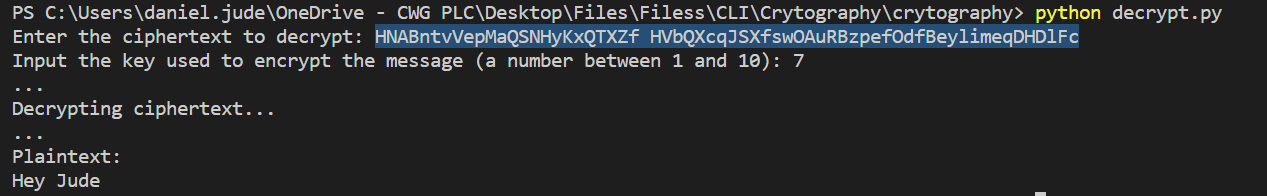 PS C:\Users\daniel.jude\OneDrive - CWG PLC\Desktop\Files\Filess\CLI\Crytography\crytography> python decrypt.py
Enter the ciphertext to decrypt: HNABntvVepMaQSNHyKxQTXZf HVbQXcqJSXfswOAuRBzpefOdfBeylimeqDHDlFc
Input the key used to encrypt the message (a number between 1 and 10): 7
...
Decrypting ciphertext...
...
Plaintext:
Hey Jude